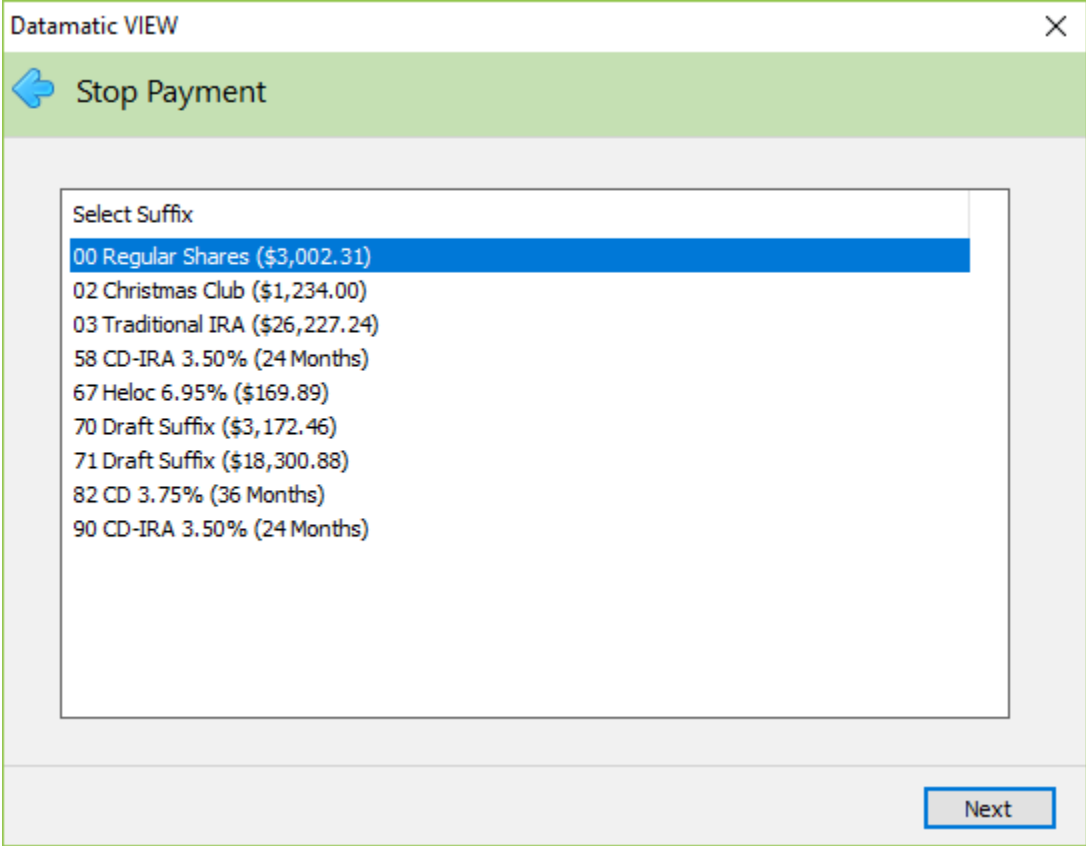 Datamatic VIEW
Stop Payment
Select Suffix
00 Regular Shares ($3,002.31)
02 Christmas Club ($1,234.00)
03 Traditional IRA ($26,227.24)
58 CD-IRA 3.50% (24 Months)
67 Heloc 6.95% ($169.89)
70 Draft Suffix ($3,172.46)
71 Draft Suffix ($18,300.88)
82 CD 3.75% (36 Months)
90 CD-IRA 3.50% (24 Months)
Next